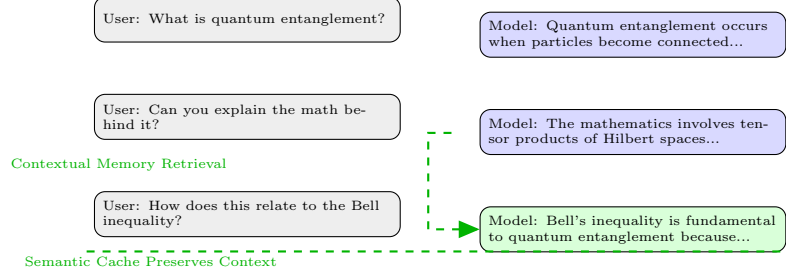 User: What is quantum entanglement?
Model: Quantum entanglement occurs
when particles become connected...
User: Can you explain the math be-
hind it?
Model: The mathematics involves ten-
sor products of Hilbert spaces...
Contextual Memory Retrieval
User: How does this relate to the Bell
inequality?
Model: Bell's inequality is fundamental
to quantum entanglement because...
Semantic Cache Preserves Context